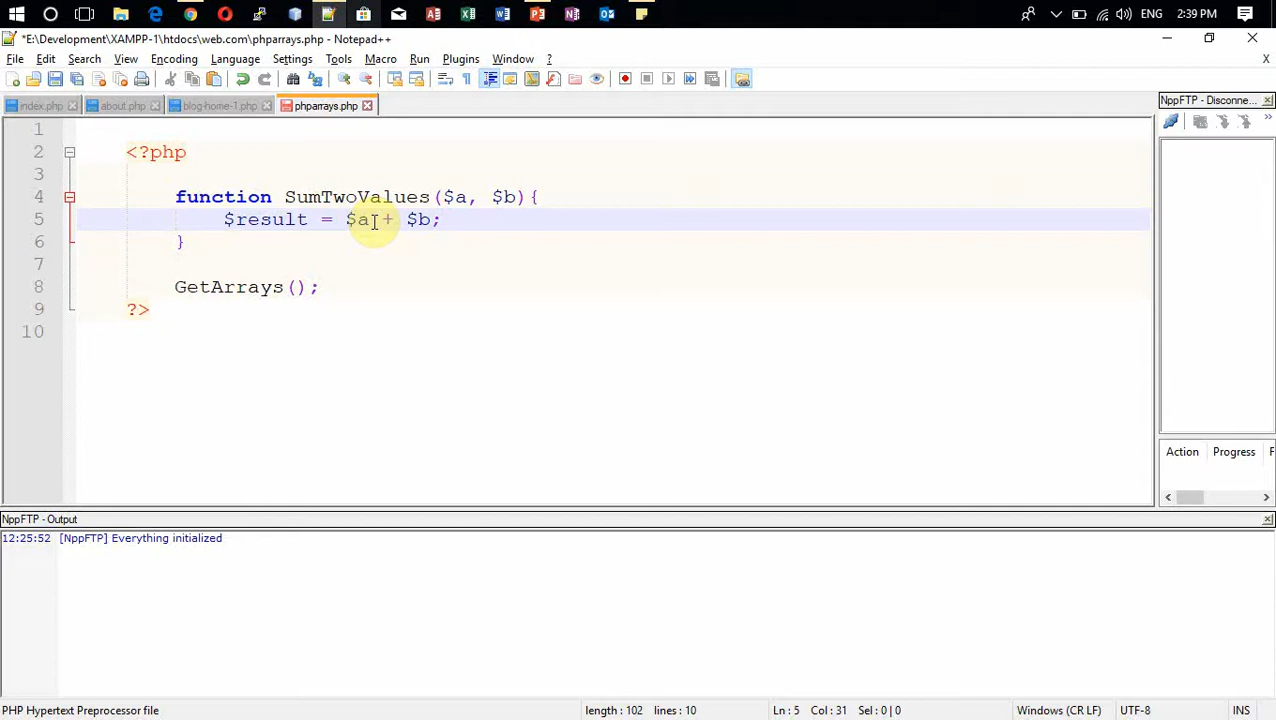 ENG 2:39 PM
*E:\Development\XAMPP-1\htdocs\web.com\phparrays.php - Notepad++
File Edit Search View Encoding Language Settings Tools Macro Run Plugins Window ? X
index.php about.php blog-home-1.php phparrays.php
NppFTP - Disconne...
1
2 <?php
3
4 function SumTwoValues($a, $b){
5 $result = $a + $b;
6 }
7
8 GetArrays();
9 ?>
10
Action Progress F
NppFTP - Output
12:25:52 [NppFTP] Everything initialized
PHP Hypertext Preprocessor file length : 102 lines : 10 Ln : 5 Col : 31 Sel : 0 | 0 Windows (CR LF) UTF-8 INS